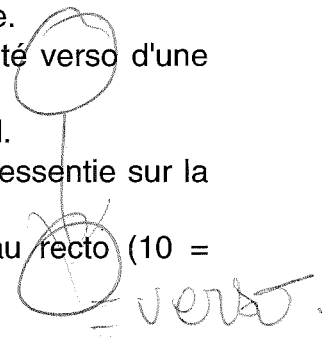 e.
té verso d'une
l.
essentie sur la
au recto (10 =
= verso.